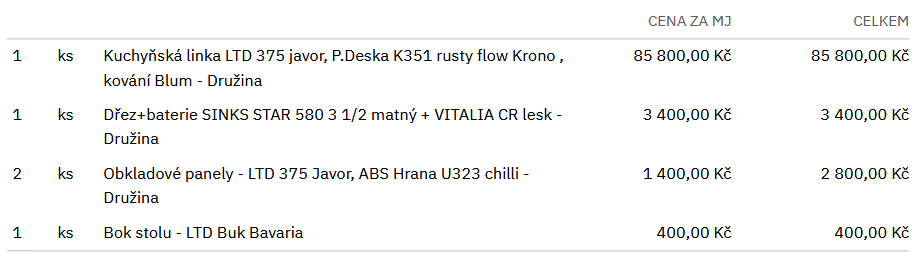 CENA ZA MJ CELKEM
1 ks Kuchyňská linka LTD 375 javor, P.Deska K351 rusty flow Krono , 85 800,00 Kč 85 800,00 Kč
kování Blum - Družina
1 ks Dřez+baterie SINKS STAR 580 3 1/2 matný + VITALIA CR lesk - 3 400,00 Kč 3 400,00 Kč
Družina
2 ks Obkladové panely - LTD 375 Javor, ABS Hrana U323 chilli - 1 400,00 Kč 2 800,00 Kč
Družina
1 ks Bok stolu - LTD Buk Bavaria 400,00 Kč 400,00 Kč